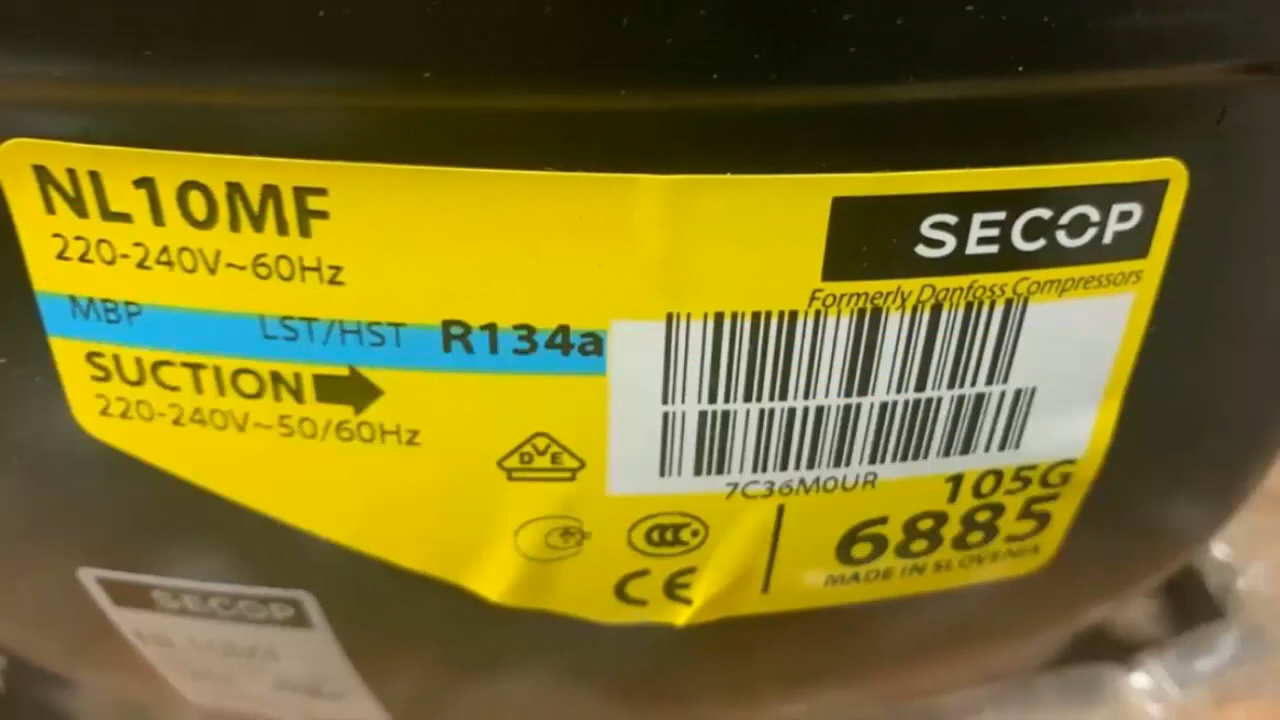 NL10MF
220-240V~60Hz
MBP LST/HST R134a
SUCTION
220-240V~50/60Hz
SECOP
Formerly Danfoss Compressors
7C36M0UR
105G
6885
MADE IN SLOVENIA
DVE
CCC
CE
SECOP